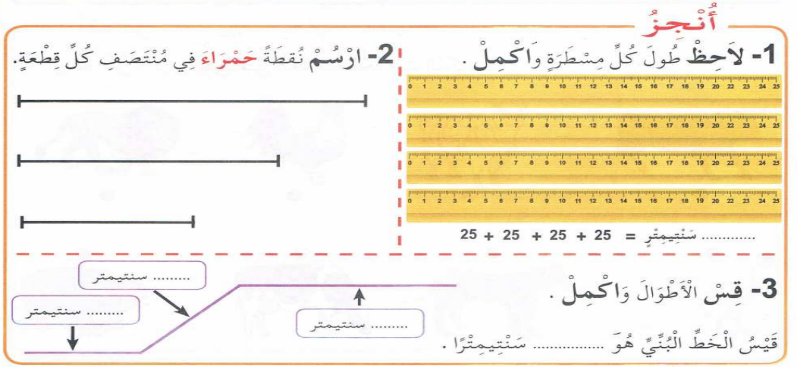 أُنْجِزُ
1- لاَحِظْ طُولَ كُلِّ مِسْطَرَةٍ وَاَكْمِلْ .
0 1 2 3 4 5 6 7 8 9 10 11 12 13 14 15 16 17 18 19 20 21 22 23 24 25
0 1 2 3 4 5 6 7 8 9 10 11 12 13 14 15 16 17 18 19 20 21 22 23 24 25
0 1 2 3 4 5 6 7 8 9 10 11 12 13 14 15 16 17 18 19 20 21 22 23 24 25
0 1 2 3 4 5 6 7 8 9 10 11 12 13 14 15 16 17 18 19 20 21 22 23 24 25
25 + 25 + 25 + 25 = ............. سَنْتِيمِتْرٍ
2- ارْسُمْ نُقطَةً حَمْرَاءَ فِي مُنْتَصَفِ كُلِّ قِطْعَةٍ.
3- قِسْ الْأَطْوَالَ وَاكْمِلْ .
......... سنتيمتر
......... سنتيمتر
......... سنتيمتر
قَيْسُ الْخَطِّ الْبُنِّيِّ هُوَ ................ سَنْتِيمِتْرًا .